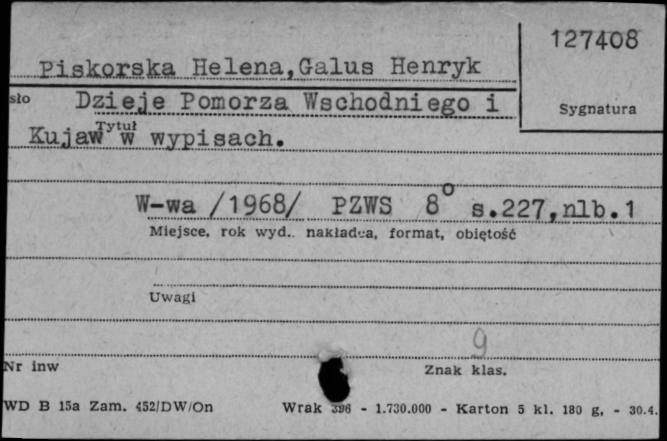 127408
Piskorska Helena,Galus Henryk
sło Dzieje Pomorza Wschodniego i
Sygnatura
Tytuł
Kujaw w wypisach.
W-wa /1968/ PZWS 8° s.227,nlb.1
Miejsce, rok wyd., nakładca, format, objętość
Uwagi
9
Nr inw
Znak klas.
WD B 15a Zam. 452/DW/On Wrak 396 - 1.730.000 - Karton 5 kl. 180 g, - 30.4.